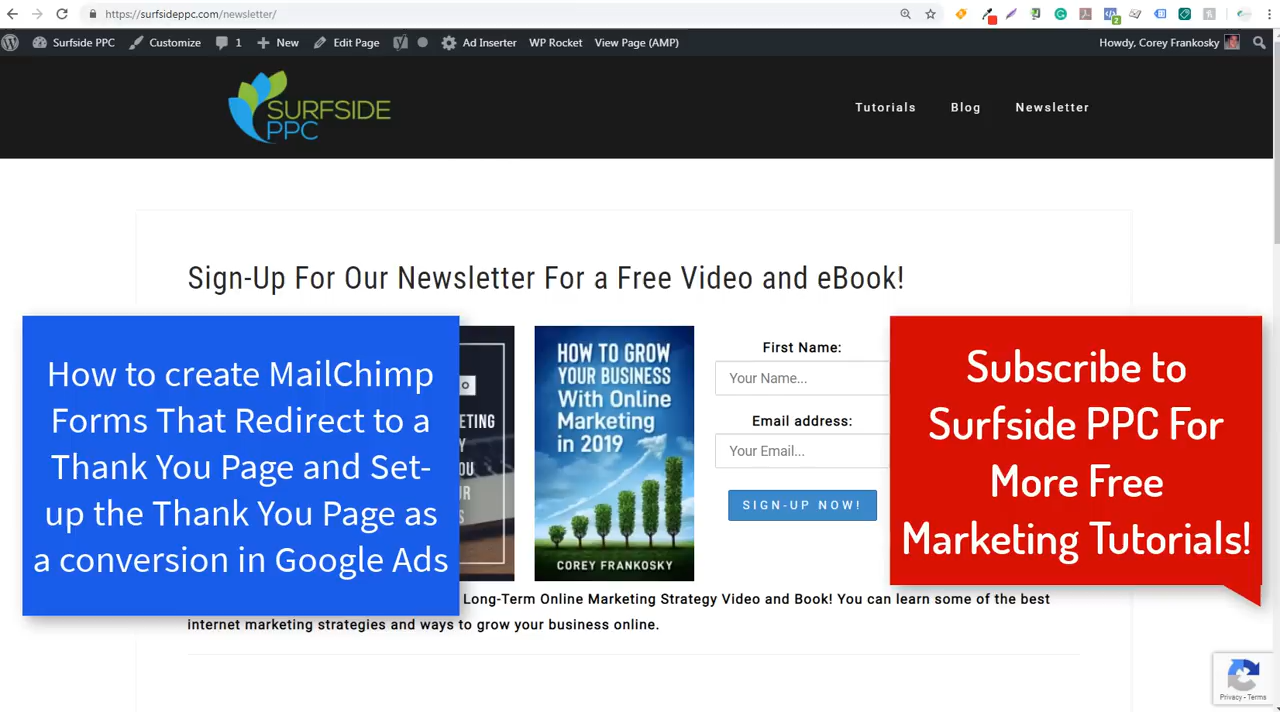 https://surfsideppc.com/newsletter/
2
Surfside PPC
Customize
1
New
Edit Page
Ad Inserter
WP Rocket
View Page (AMP)
Howdy, Corey Frankosky
SURFSIDE
PPC
Tutorials
Blog
Newsletter
Sign-Up For Our Newsletter For a Free Video and eBook!
How to create MailChimp
Forms That Redirect to a
Thank You Page and Set-
up the Thank You Page as
a conversion in Google Ads
HOW TO GROW
YOUR BUSINESS
With Online
Marketing
in 2019
COREY FRANKOSKY
First Name:
Your Name...
Email address:
Your Email...
SIGN-UP NOW!
Subscribe to
Surfside PPC For
More Free
Marketing Tutorials!
Long-Term Online Marketing Strategy Video and Book! You can learn some of the best
internet marketing strategies and ways to grow your business online.
Privacy - Terms